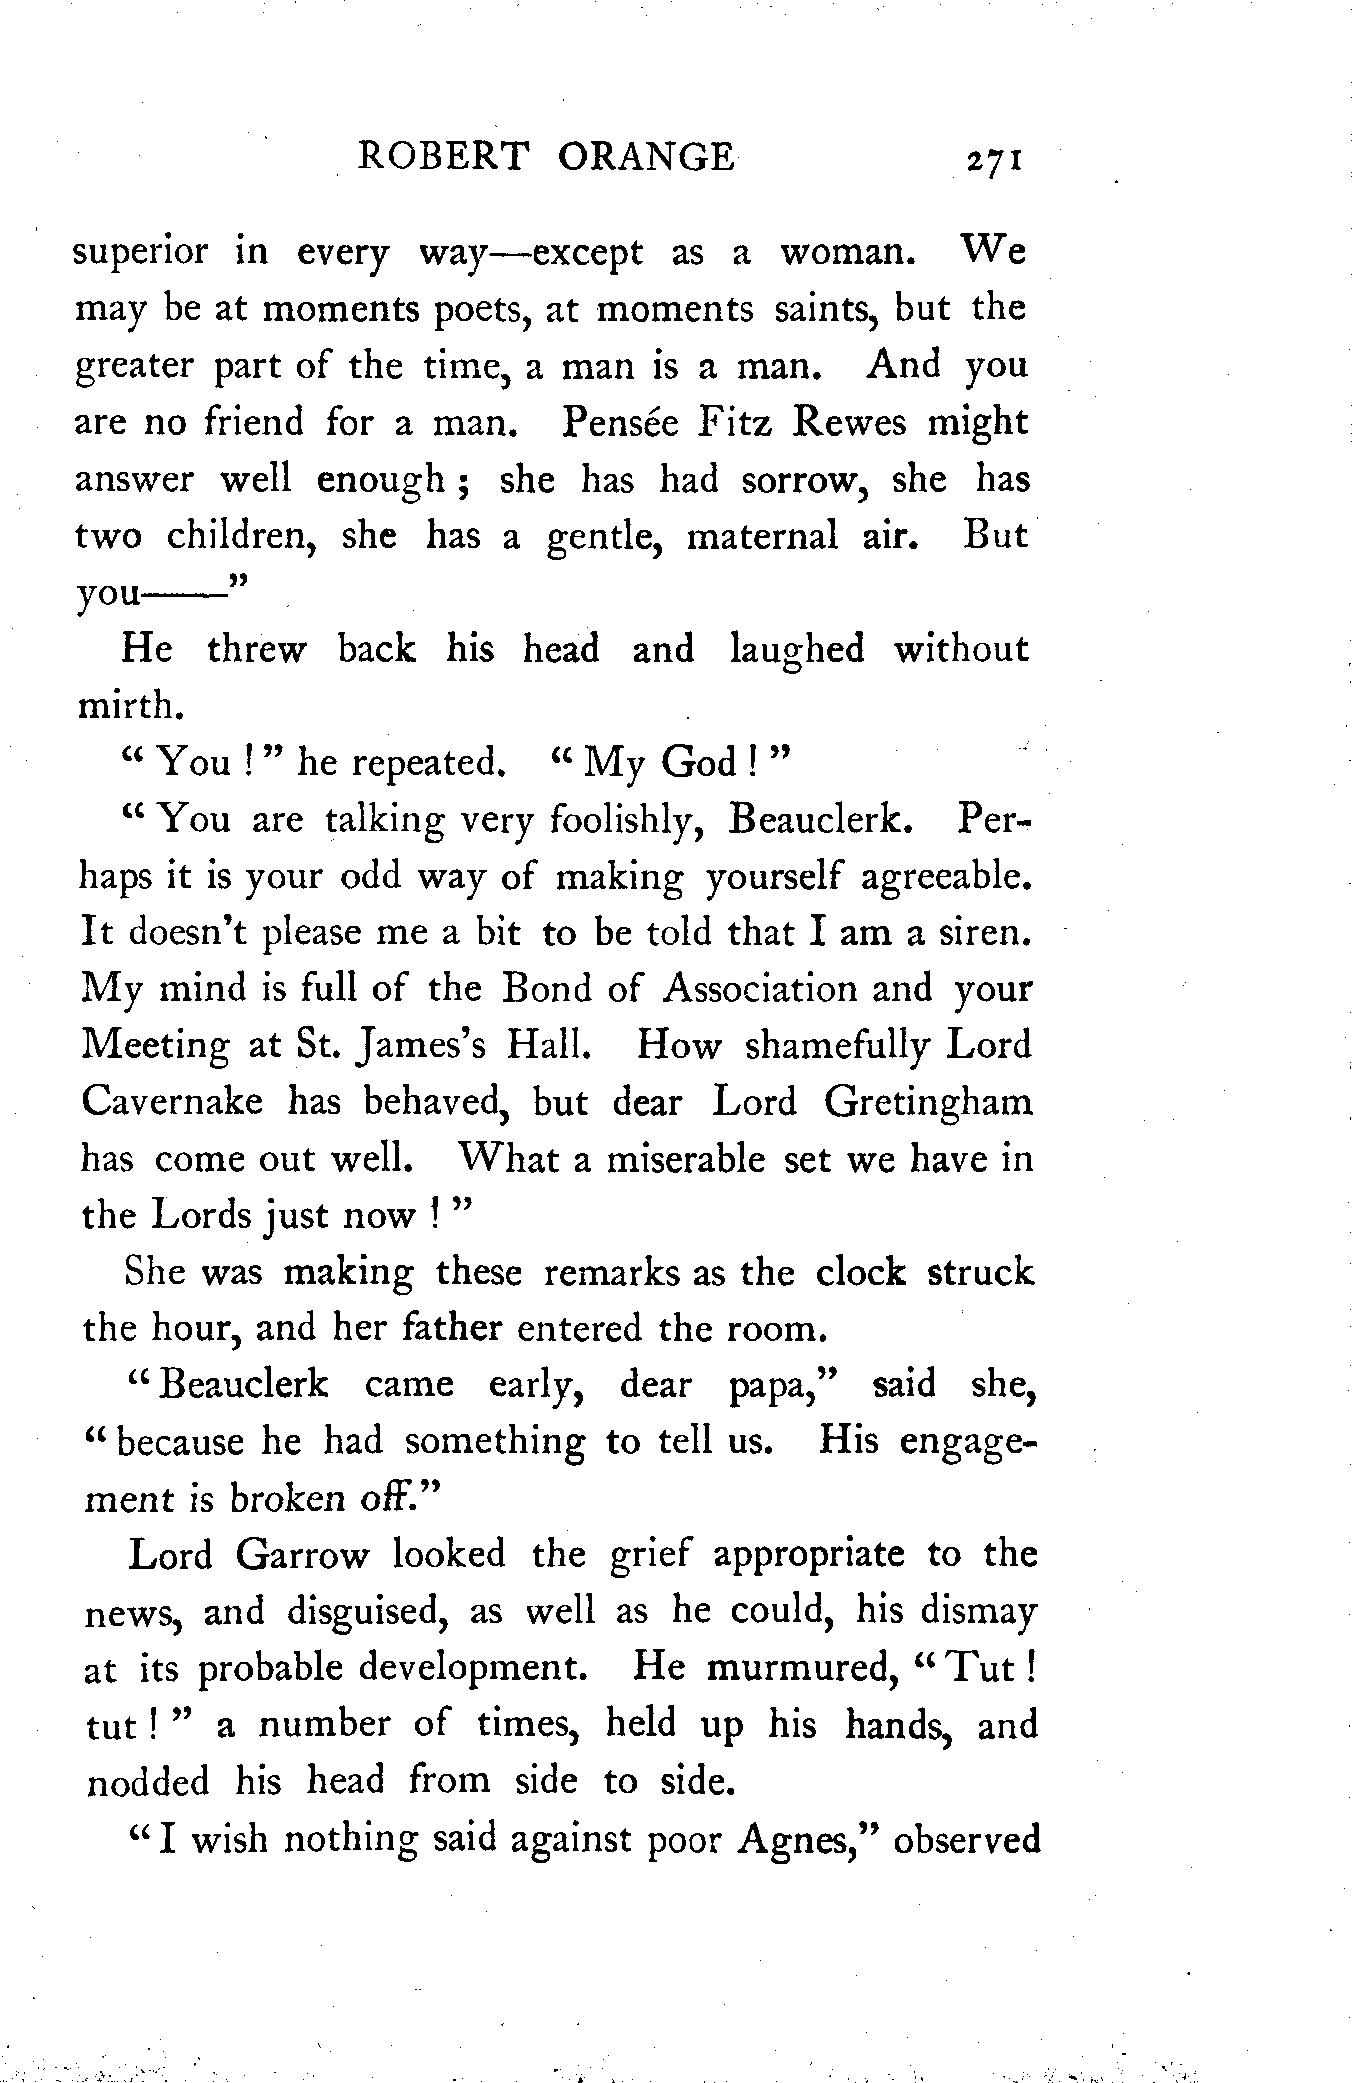 ROBERT ORANGE 271
superior in every way—except as a woman. We
may be at moments poets, at moments saints, but the
greater part of the time, a man is a man. And you
are no friend for a man. Pensée Fitz Rewes might
answer well enough ; she has had sorrow, she has
two children, she has a gentle, maternal air. But
you——”
He threw back his head and laughed without
mirth.
“ You ! ” he repeated. “ My God ! ”
“ You are talking very foolishly, Beauclerk. Per-
haps it is your odd way of making yourself agreeable.
It doesn’t please me a bit to be told that I am a siren.
My mind is full of the Bond of Association and your
Meeting at St. James’s Hall. How shamefully Lord
Cavernake has behaved, but dear Lord Gretingham
has come out well. What a miserable set we have in
the Lords just now ! ”
She was making these remarks as the clock struck
the hour, and her father entered the room.
“ Beauclerk came early, dear papa,” said she,
“ because he had something to tell us. His engage-
ment is broken off.”
Lord Garrow looked the grief appropriate to the
news, and disguised, as well as he could, his dismay
at its probable development. He murmured, “ Tut !
tut ! ” a number of times, held up his hands, and
nodded his head from side to side.
“ I wish nothing said against poor Agnes,” observed